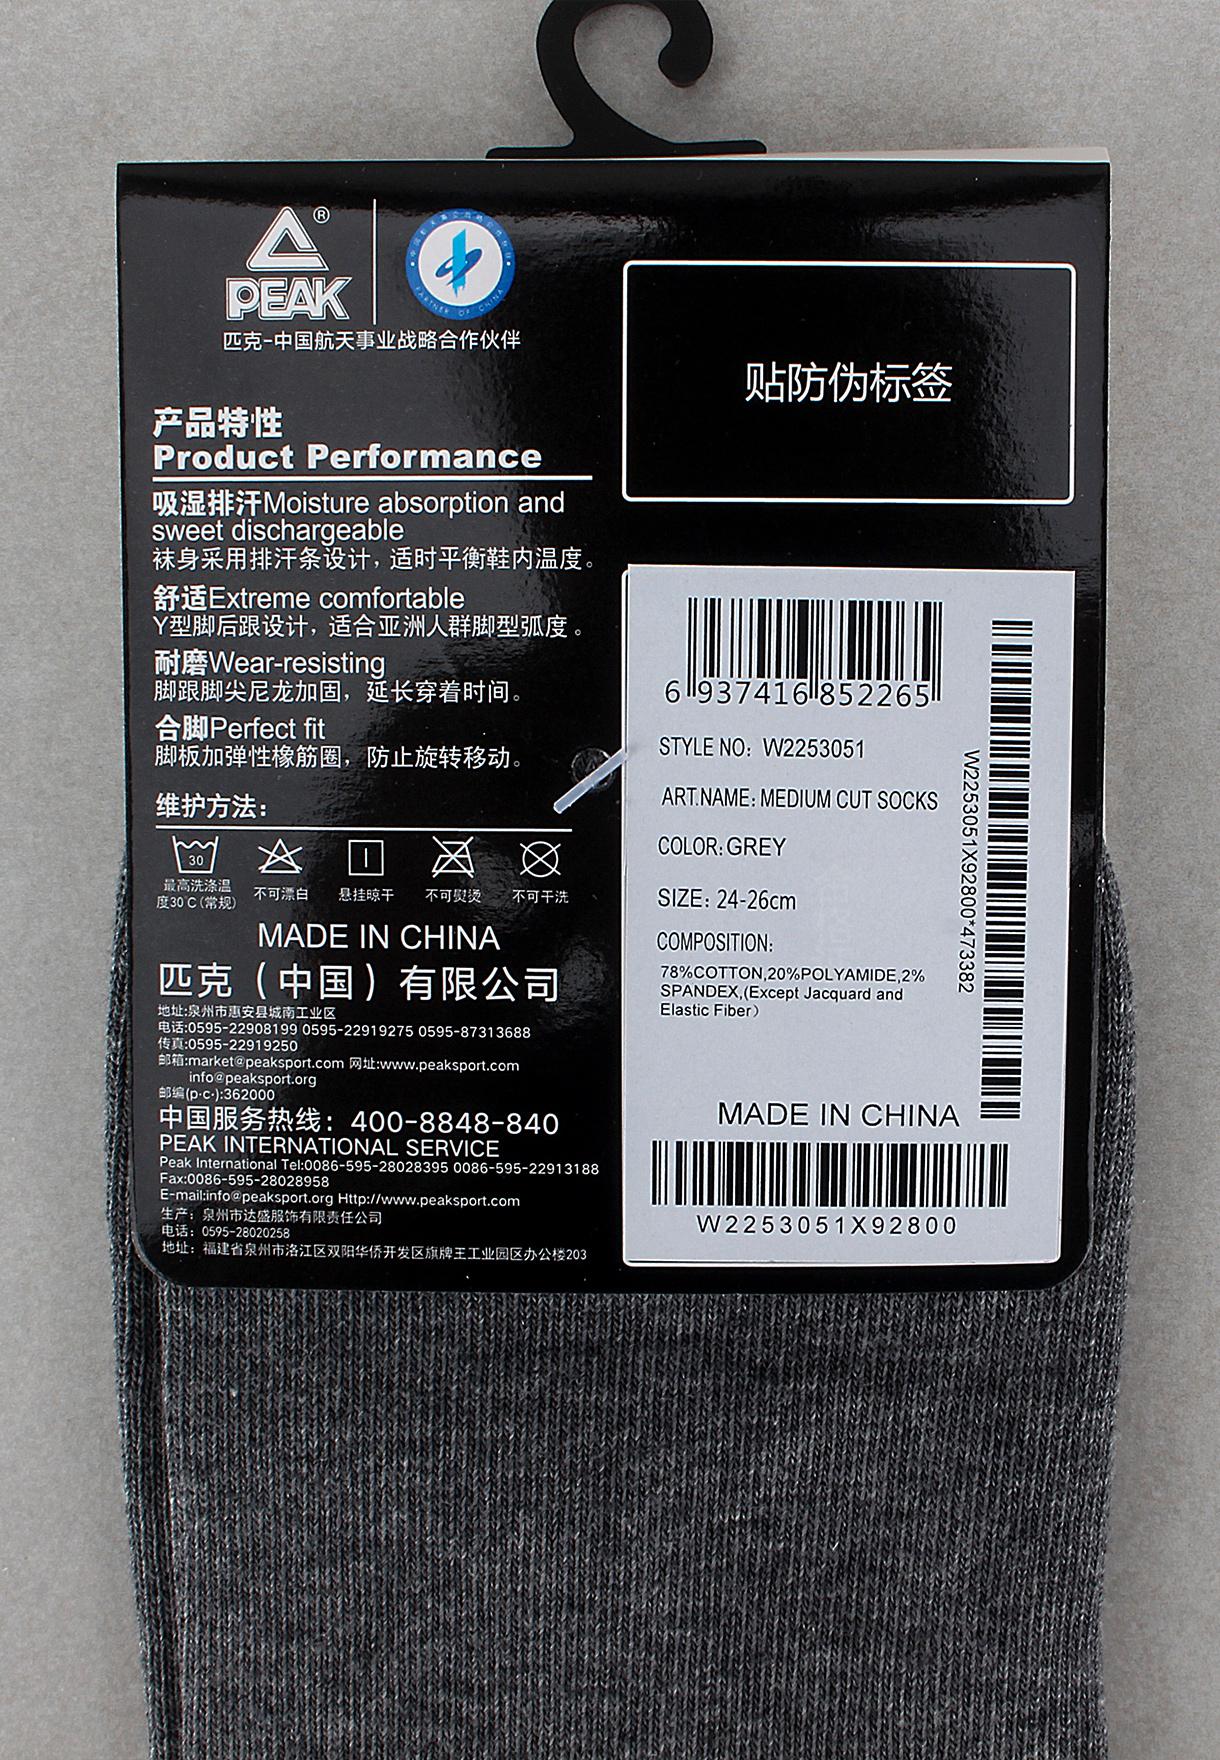 ®
PEAK
PARTNER OF CHINA
匹克-中国航天事业战略合作伙伴
产品特性
Product Performance
吸湿排汗Moisture absorption and
sweet dischargeable
袜身采用排汗条设计，适时平衡鞋内温度。
舒适Extreme comfortable
Y型脚后跟设计，适合亚洲人群脚型弧度。
耐磨Wear-resisting
脚跟脚尖尼龙加固，延长穿着时间。
合脚Perfect fit
脚板加弹性橡筋圈，防止旋转移动。
维护方法：
30
最高洗涤温
度30℃(常规)
不可漂白
悬挂晾干
不可熨烫
不可干洗
MADE IN CHINA
匹克（中国）有限公司
地址:泉州市惠安县城南工业区
电话:0595-22908199 0595-22919275 0595-87313688
传真:0595-22919250
邮箱:market@peaksport.com 网址:www.peaksport.com
info@peaksport.org
邮编(p·c·):362000
中国服务热线：400-8848-840
PEAK INTERNATIONAL SERVICE
Peak International Tel:0086-595-28028395 0086-595-22913188
Fax:0086-595-28028958
E-mail:info@peaksport.org Http://www.peaksport.com
生产：泉州市达盛服饰有限责任公司
电话：0595-28020258
地址：福建省泉州市洛江区双阳华侨开发区旗牌王工业园区办公楼203
贴防伪标签
6 937416 852265
STYLE NO: W2253051
ART.NAME: MEDIUM CUT SOCKS
COLOR: GREY
SIZE: 24-26cm
COMPOSITION:
78%COTTON,20%POLYAMIDE,2%
SPANDEX,(Except Jacquard and
Elastic Fiber）
MADE IN CHINA
W2253051X92800
W2253051X92800*473382